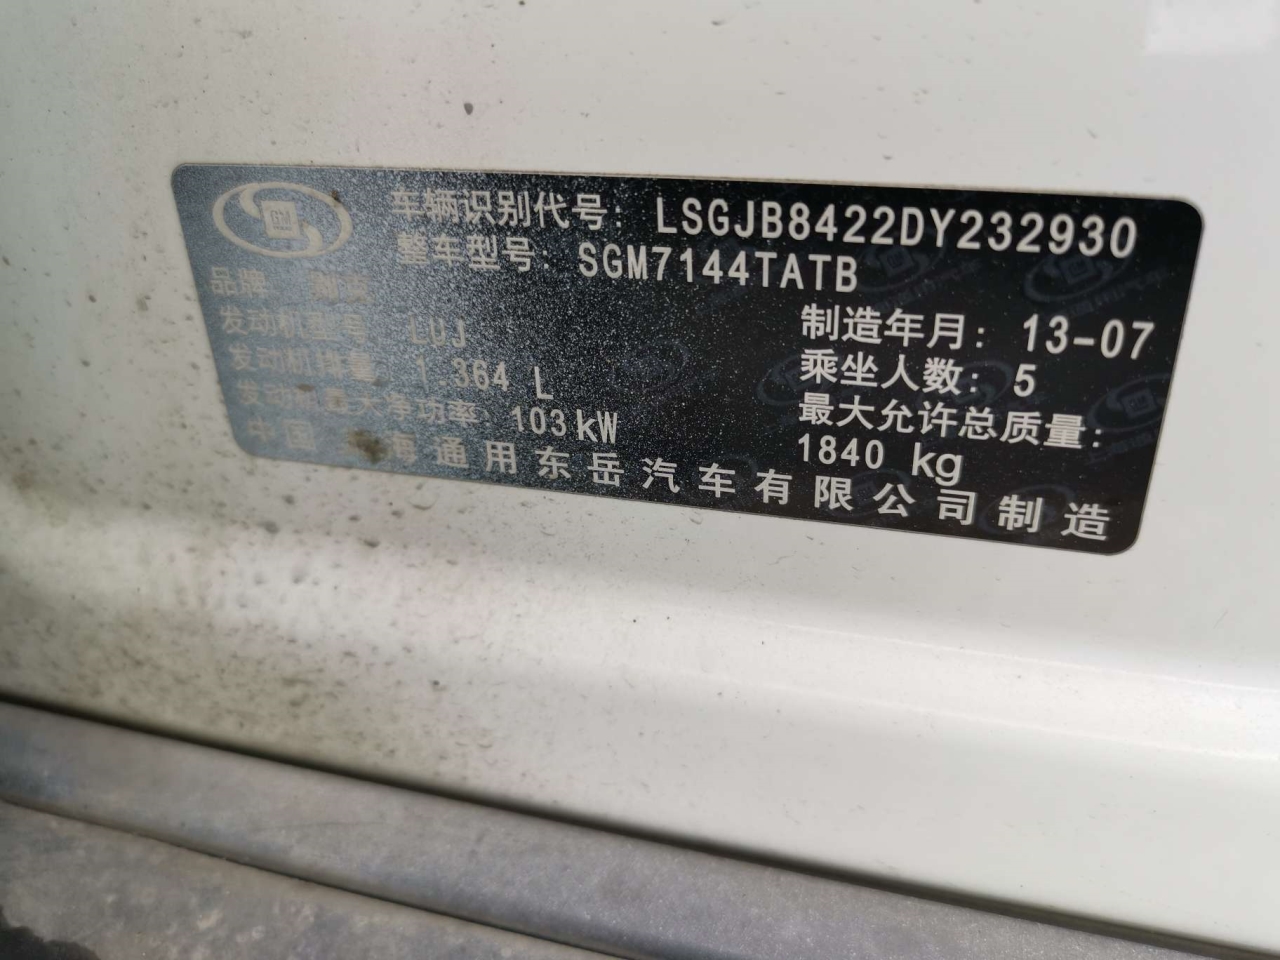 车辆识别代号: LSGJB8422DY232930
整车型号: SGM7144TATB
品牌:
发动机型号: LUJ
制造年月: 13-07
发动机排量: 1.364 L
乘坐人数: 5
发动机最大净功率: 103kW
最大允许总质量:
1840 kg
中国 上海通用东岳汽车有限公司制造